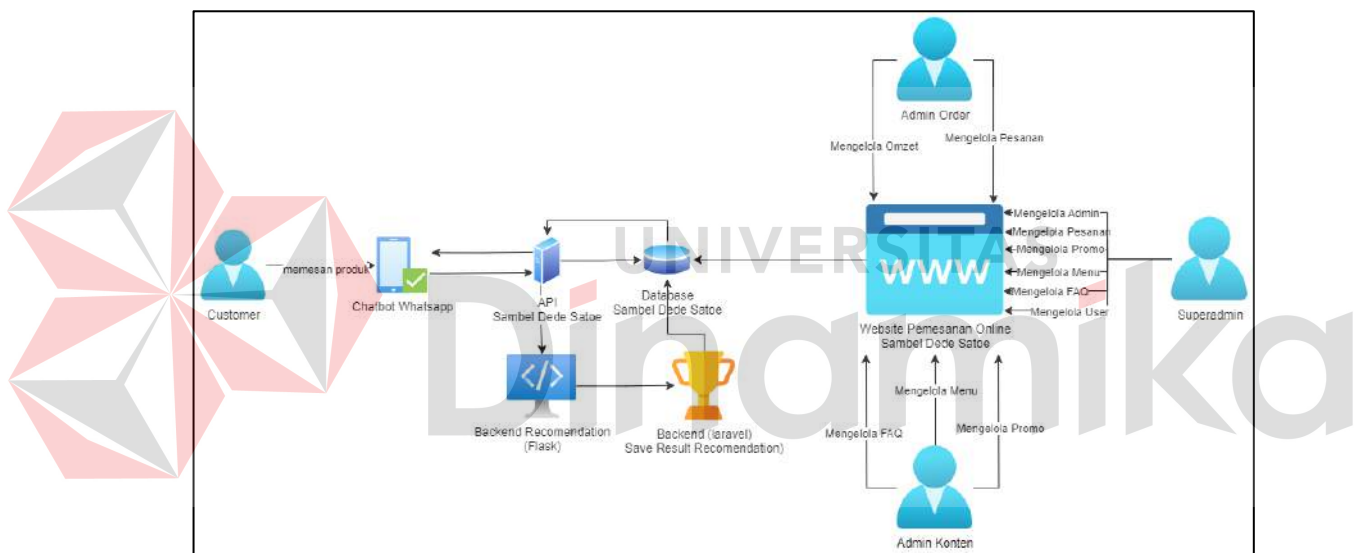 Admin Order
Mengelola Omzet
Mengelola Pesanan
Mengelola Admin
Mengelola Pesanan
Mengelola Promo
Mengelola Menu
Mengelola FAQ
Mengelola User
Superadmin
UNIVERSITAS
Dinamika
WWW
Website Pemesanan Online
Sambel Dede Satoe
Customer
memesan produk
Chatbot Whatsapp
API
Sambel Dede Satoe
Database
Sambel Dede Satoe
</>
Backend Recomendation
(Flask)
Backend (laravel)
Save Result Recomendation)
Mengelola FAQ
Mengelola Menu
Mengelola Promo
Admin Konten